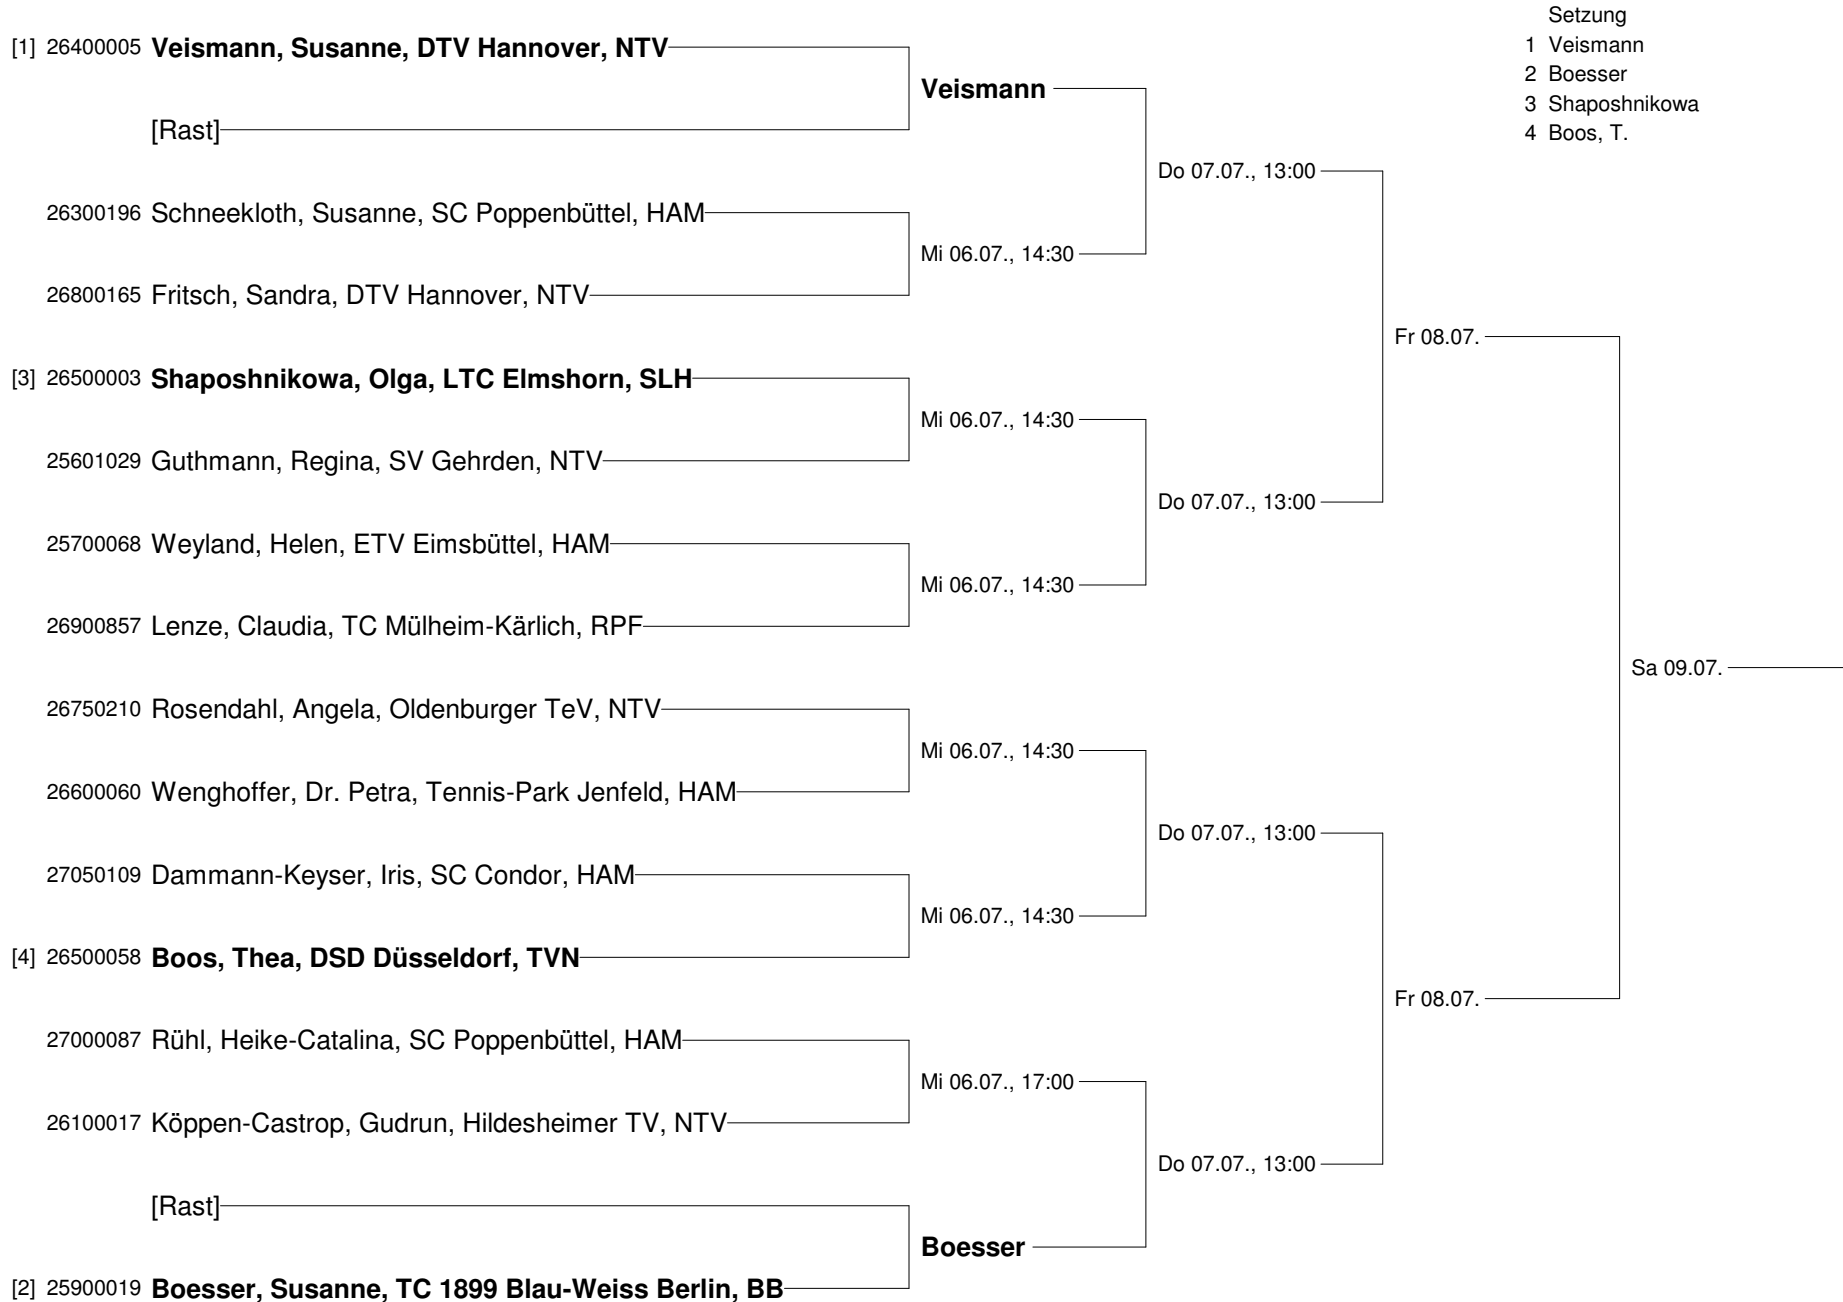 Setzung
1 Veismann
2 Boesser
3 Shaposhnikowa
4 Boos, T.
[1] 26400005 Veismann, Susanne, DTV Hannover, NTV
Veismann
[Rast]
Do 07.07., 13:00
26300196 Schneekloth, Susanne, SC Poppenbüttel, HAM
Mi 06.07., 14:30
26800165 Fritsch, Sandra, DTV Hannover, NTV
Fr 08.07.
[3] 26500003 Shaposhnikowa, Olga, LTC Elmshorn, SLH
Mi 06.07., 14:30
25601029 Guthmann, Regina, SV Gehrden, NTV
Do 07.07., 13:00
25700068 Weyland, Helen, ETV Eimsbüttel, HAM
Mi 06.07., 14:30
26900857 Lenze, Claudia, TC Mülheim-Kärlich, RPF
Sa 09.07.
26750210 Rosendahl, Angela, Oldenburger TeV, NTV
Mi 06.07., 14:30
26600060 Wenghoffer, Dr. Petra, Tennis-Park Jenfeld, HAM
Do 07.07., 13:00
27050109 Dammann-Keyser, Iris, SC Condor, HAM
Mi 06.07., 14:30
[4] 26500058 Boos, Thea, DSD Düsseldorf, TVN
Fr 08.07.
27000087 Rühl, Heike-Catalina, SC Poppenbüttel, HAM
Mi 06.07., 17:00
26100017 Köppen-Castrop, Gudrun, Hildesheimer TV, NTV
Do 07.07., 13:00
[Rast]
Boesser
[2] 25900019 Boesser, Susanne, TC 1899 Blau-Weiss Berlin, BB